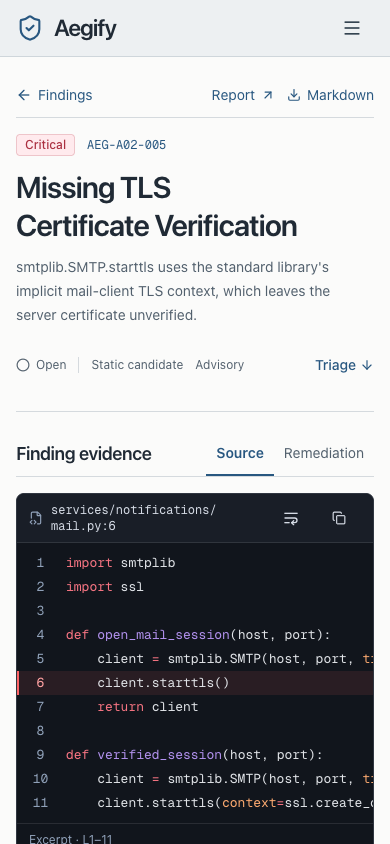 Aegify
Findings
Report
Markdown
Critical
AEG-A02-005
Missing TLS
Certificate Verification
smtplib.SMTP.starttls uses the standard library's
implicit mail-client TLS context, which leaves the
server certificate unverified.
Open
Static candidate
Advisory
Triage
Finding evidence
Source
Remediation
services/notifications/
mail.py:6
1 import smtplib
2 import ssl
3
4 def open_mail_session(host, port):
5     client = smtplib.SMTP(host, port,
6     client.starttls()
7     return client
8
9 def verified_session(host, port):
10     client = smtplib.SMTP(host, port,
11     client.starttls(context=ssl.create_
Excerpt · L1–11